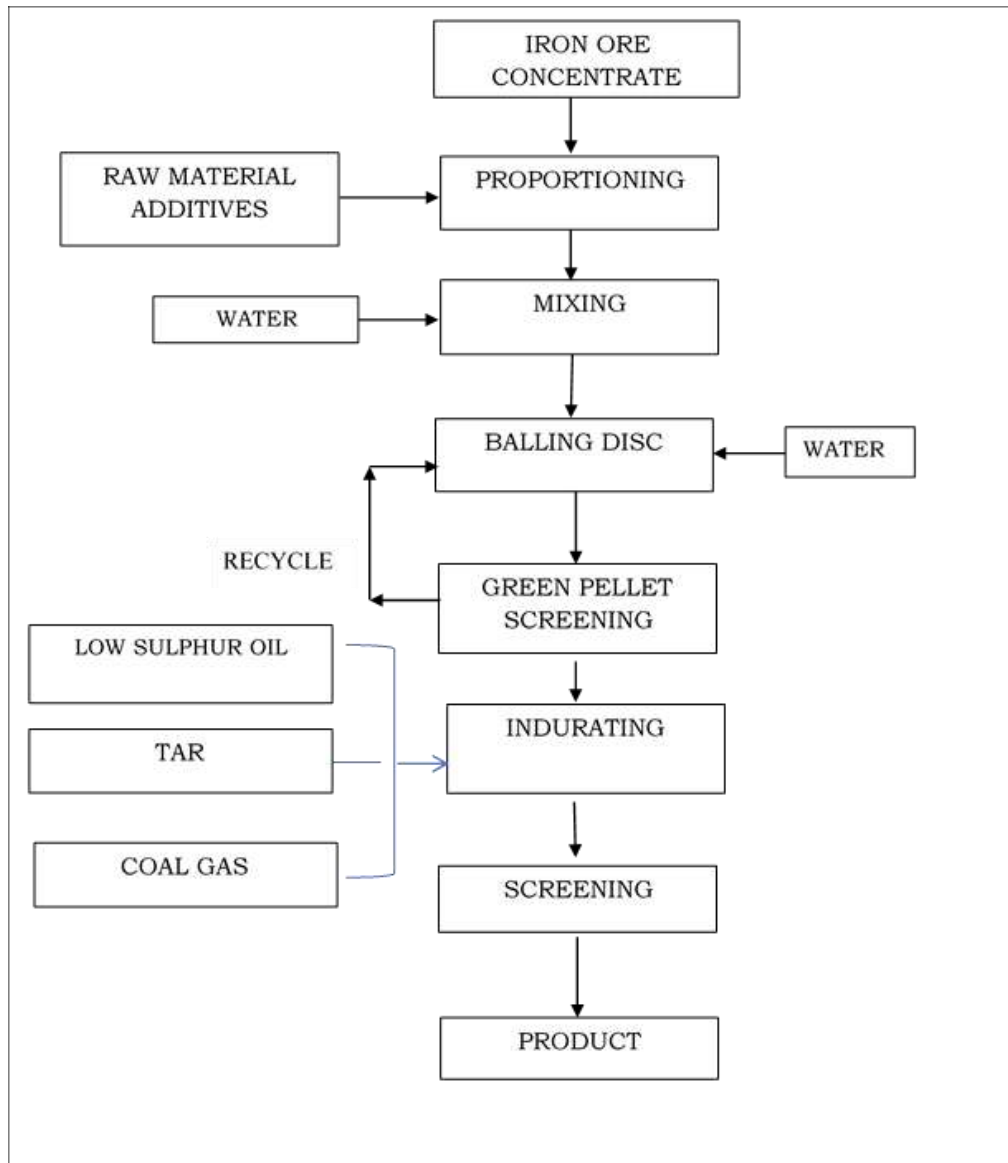 IRON ORE
CONCENTRATE
RAW MATERIAL
ADDITIVES
PROPORTIONING
WATER
MIXING
BALLING DISC
WATER
RECYCLE
GREEN PELLET
SCREENING
LOW SULPHUR OIL
INDURATING
TAR
COAL GAS
SCREENING
PRODUCT